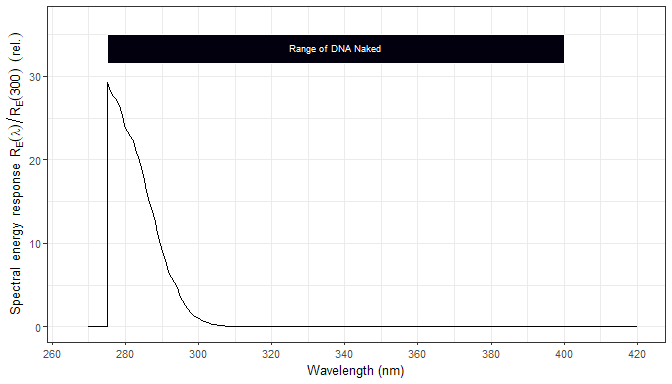 Range of DNA Naked
Spectral energy response R_E(λ)/R_E(300) (rel.)
30
20
10
0
260 280 300 320 340 360 380 400 420
Wavelength (nm)